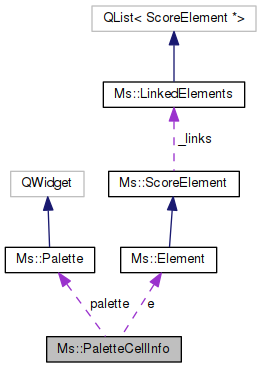 QList< ScoreElement *>
Ms::LinkedElements
_links
QWidget
Ms::ScoreElement
Ms::Palette
Ms::Element
palette
e
Ms::PaletteCellInfo